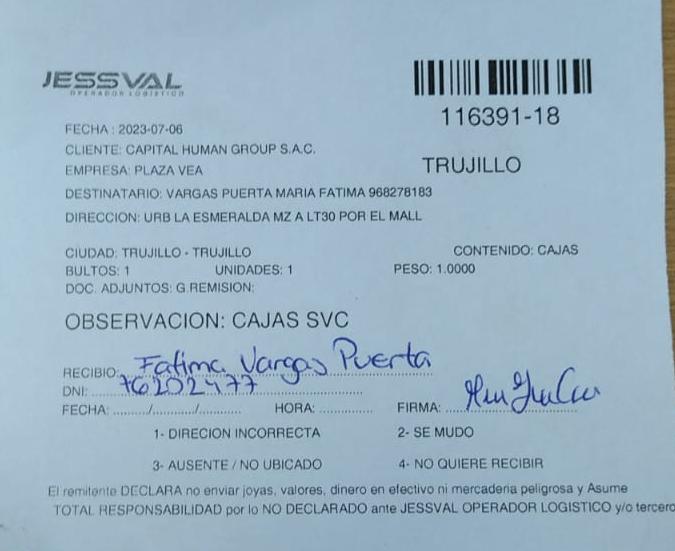 JESSVAL
OPERADOR LOGISTICO
116391-18
FECHA : 2023-07-06
CLIENTE: CAPITAL HUMAN GROUP S.A.C.
EMPRESA: PLAZA VEA
TRUJILLO
DESTINATARIO: VARGAS PUERTA MARIA FATIMA 968278183
DIRECCION: URB LA ESMERALDA MZ A LT30 POR EL MALL
CIUDAD: TRUJILLO - TRUJILLO CONTENIDO: CAJAS
BULTOS: 1 UNIDADES: 1 PESO: 1.0000
DOC. ADJUNTOS: G.REMISION:
OBSERVACION: CAJAS SVC
RECIBIO: Fatima Vargas Puerta
DNI: 76202477
FECHA: ......../......../.......... HORA: ............. FIRMA:
1- DIRECION INCORRECTA 2- SE MUDO
3- AUSENTE / NO UBICADO 4- NO QUIERE RECIBIR
El remitente DECLARA no enviar joyas, valores, dinero en efectivo ni mercaderia peligrosa y Asume
TOTAL RESPONSABILIDAD por lo NO DECLARADO ante JESSVAL OPERADOR LOGISTICO y/o tercero